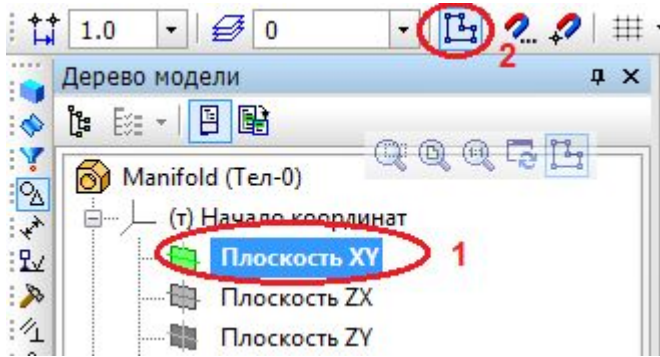 1.0 0 2
Дерево модели
Manifold (Тел-0)
(т) Начало координат
Плоскость XY 1
Плоскость ZX
Плоскость ZY